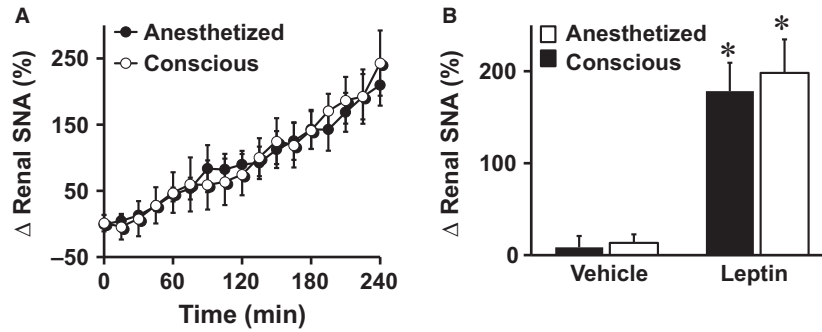 A
Anesthetized
Conscious
Δ Renal SNA (%)
250
150
50
–50
0
60
120
180
240
Time (min)
B
Anesthetized
Conscious
Δ Renal SNA (%)
200
100
0
*
*
Vehicle
Leptin